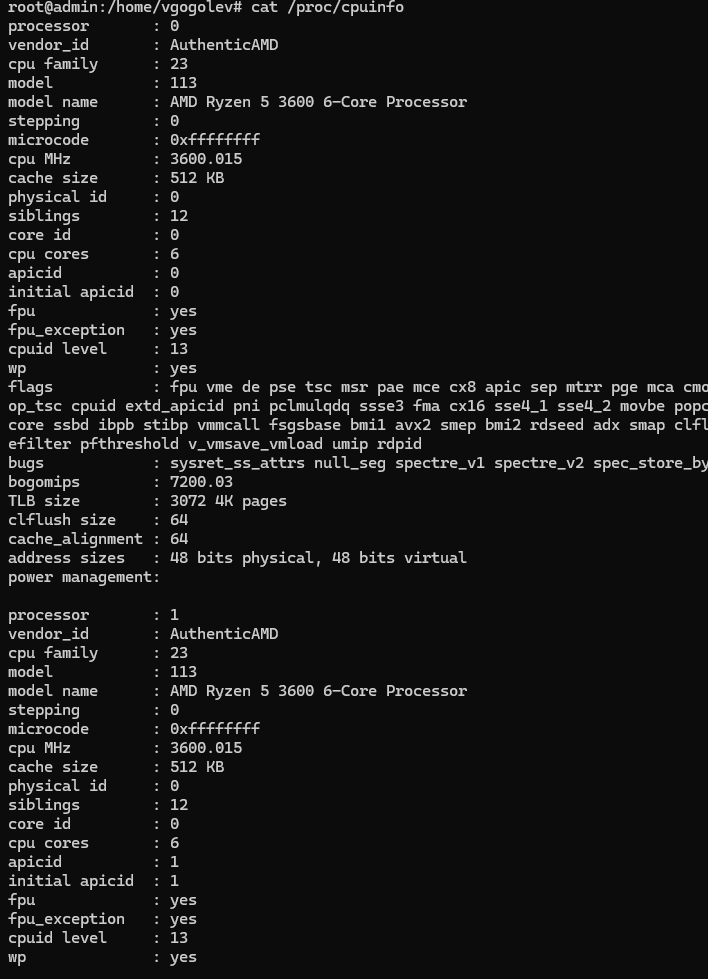 root@admin:/home/vgogolev# cat /proc/cpuinfo
processor : 0
vendor_id : AuthenticAMD
cpu family : 23
model : 113
model name : AMD Ryzen 5 3600 6-Core Processor
stepping : 0
microcode : 0xffffffff
cpu MHz : 3600.015
cache size : 512 KB
physical id : 0
siblings : 12
core id : 0
cpu cores : 6
apicid : 0
initial apicid : 0
fpu : yes
fpu_exception : yes
cpuid level : 13
wp : yes
flags : fpu vme de pse tsc msr pae mce cx8 apic sep mtrr pge mca cmo
op_tsc cpuid extd_apicid pni pclmulqdq ssse3 fma cx16 sse4_1 sse4_2 movbe popc
core ssbd ibpb stibp vmmcall fsgsbase bmi1 avx2 smep bmi2 rdseed adx smap clfl
efilter pfthreshold v_vmsave_vmload umip rdpid
bugs : sysret_ss_attrs null_seg spectre_v1 spectre_v2 spec_store_by
bogomips : 7200.03
TLB size : 3072 4K pages
clflush size : 64
cache_alignment : 64
address sizes : 48 bits physical, 48 bits virtual
power management:
processor : 1
vendor_id : AuthenticAMD
cpu family : 23
model : 113
model name : AMD Ryzen 5 3600 6-Core Processor
stepping : 0
microcode : 0xffffffff
cpu MHz : 3600.015
cache size : 512 KB
physical id : 0
siblings : 12
core id : 0
cpu cores : 6
apicid : 1
initial apicid : 1
fpu : yes
fpu_exception : yes
cpuid level : 13
wp : yes